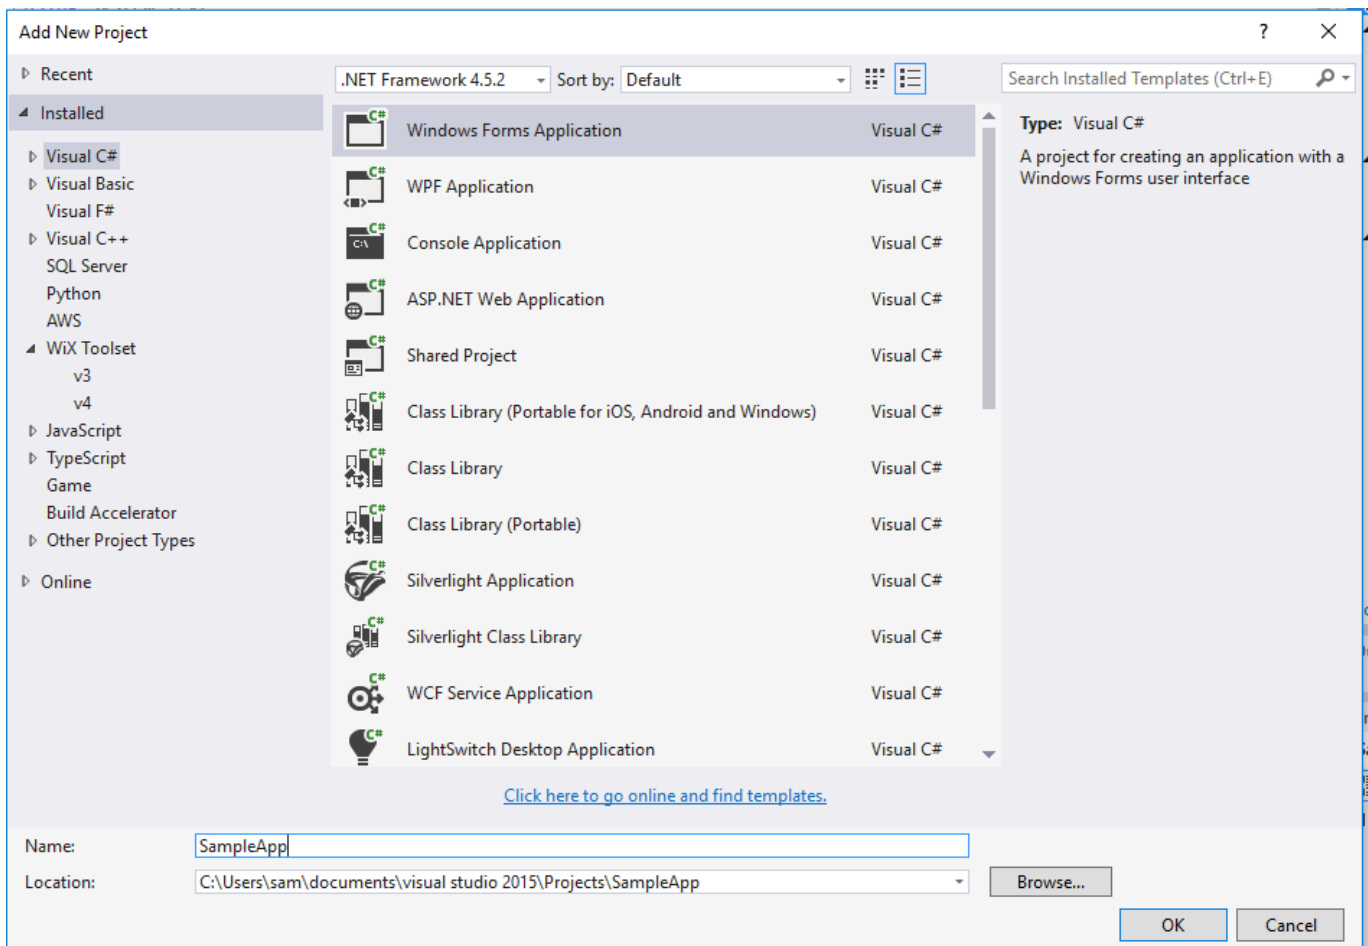 Add New Project
?
Recent
Installed
Visual C#
Visual Basic
Visual F#
Visual C++
SQL Server
Python
AWS
WiX Toolset
v3
v4
JavaScript
TypeScript
Game
Build Accelerator
Other Project Types
Online
.NET Framework 4.5.2
Sort by: Default
Windows Forms Application Visual C#
WPF Application Visual C#
Console Application Visual C#
ASP.NET Web Application Visual C#
Shared Project Visual C#
Class Library (Portable for iOS, Android and Windows) Visual C#
Class Library Visual C#
Class Library (Portable) Visual C#
Silverlight Application Visual C#
Silverlight Class Library Visual C#
WCF Service Application Visual C#
LightSwitch Desktop Application Visual C#
Click here to go online and find templates.
Search Installed Templates (Ctrl+E)
Type: Visual C#
A project for creating an application with a
Windows Forms user interface
Name: SampleApp
Location: C:\Users\sam\documents\visual studio 2015\Projects\SampleApp
Browse...
OK Cancel